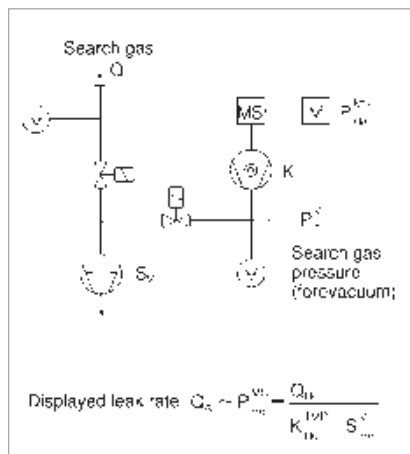 Search gas
Q
MS
K
S
P
Search gas
pressure
(forevacuum)
Displayed leak rate Q ~ P = Q
K S